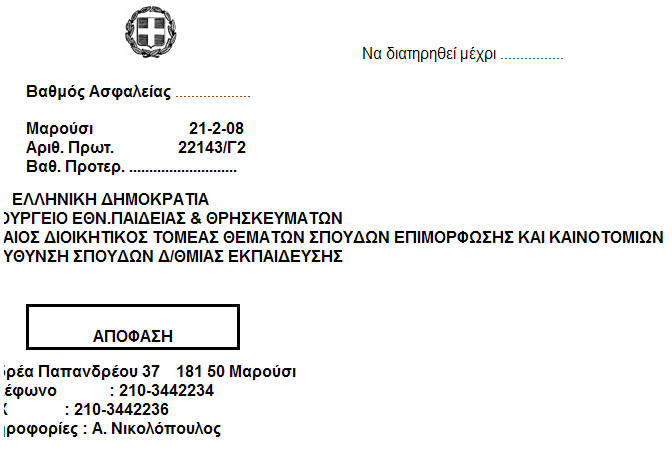 Να διατηρηθεί μέχρι ................
Βαθμός Ασφαλείας ...................
Μαρούσι 21-2-08
Αριθ. Πρωτ. 22143/Γ2
Βαθ. Προτερ. ...........................
ΕΛΛΗΝΙΚΗ ΔΗΜΟΚΡΑΤΙΑ
ΟΥΡΓΕΙΟ ΕΘΝ.ΠΑΙΔΕΙΑΣ & ΘΡΗΣΚΕΥΜΑΤΩΝ
ΑΙΟΣ ΔΙΟΙΚΗΤΙΚΟΣ ΤΟΜΕΑΣ ΘΕΜΑΤΩΝ ΣΠΟΥΔΩΝ ΕΠΙΜΟΡΦΩΣΗΣ ΚΑΙ ΚΑΙΝΟΤΟΜΙΩΝ
ΥΘΥΝΣΗ ΣΠΟΥΔΩΝ Δ/ΘΜΙΑΣ ΕΚΠΑΙΔΕΥΣΗΣ
ΑΠΟΦΑΣΗ
ρέα Παπανδρέου 37 181 50 Μαρούσι
έφωνο : 210-3442234
: 210-3442236
ροφορίες : Α. Νικολόπουλος